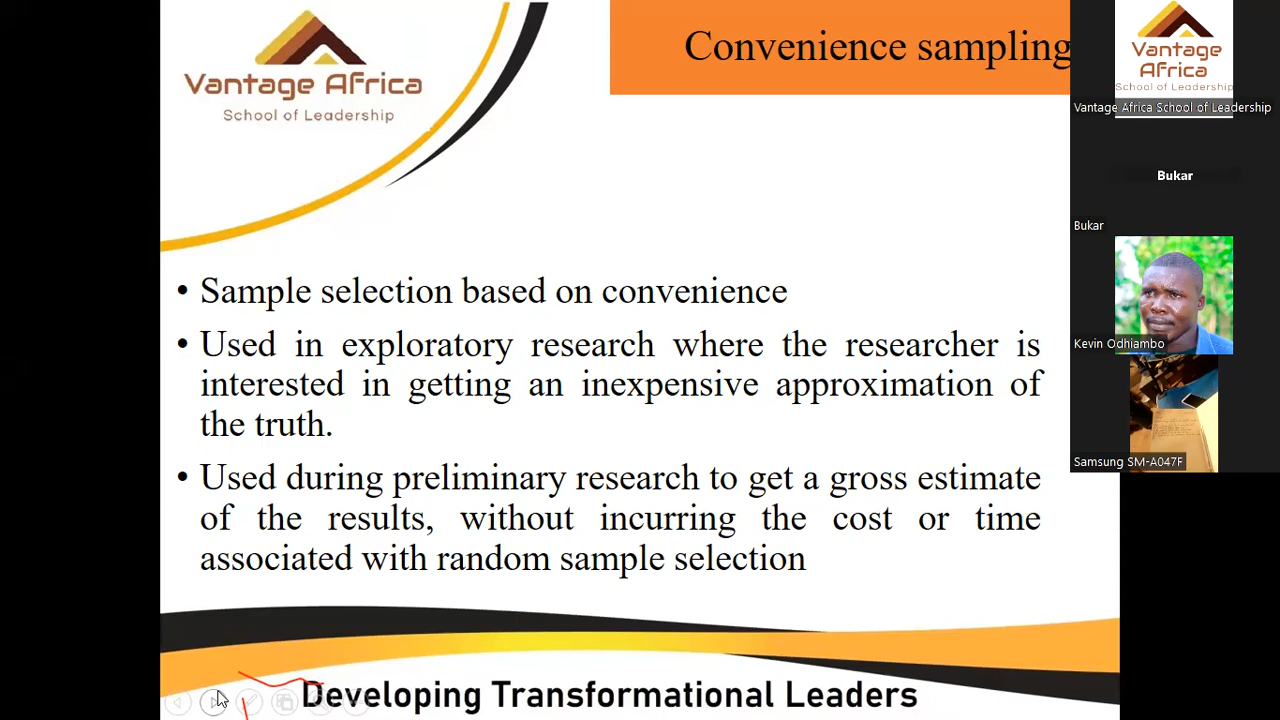 Vantage Africa
School of Leadership
Convenience sampling
• Sample selection based on convenience
• Used in exploratory research where the researcher is
interested in getting an inexpensive approximation of
the truth.
• Used during preliminary research to get a gross estimate
of the results, without incurring the cost or time
associated with random sample selection
Developing Transformational Leaders
Vantage
Africa
School of Leadership
Vantage Africa School of Leadership
Bukar
Bukar
Kevin Odhiambo
Samsung SM-A047F